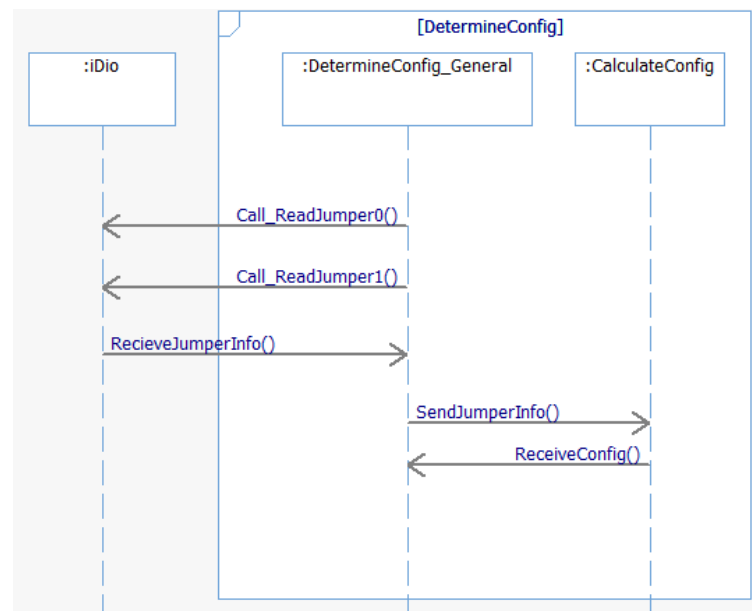 [DetermineConfig]
:iDio
:DetermineConfig_General
:CalculateConfig
Call_ReadJumper0()
Call_ReadJumper1()
RecieveJumperInfo()
SendJumperInfo()
ReceiveConfig()